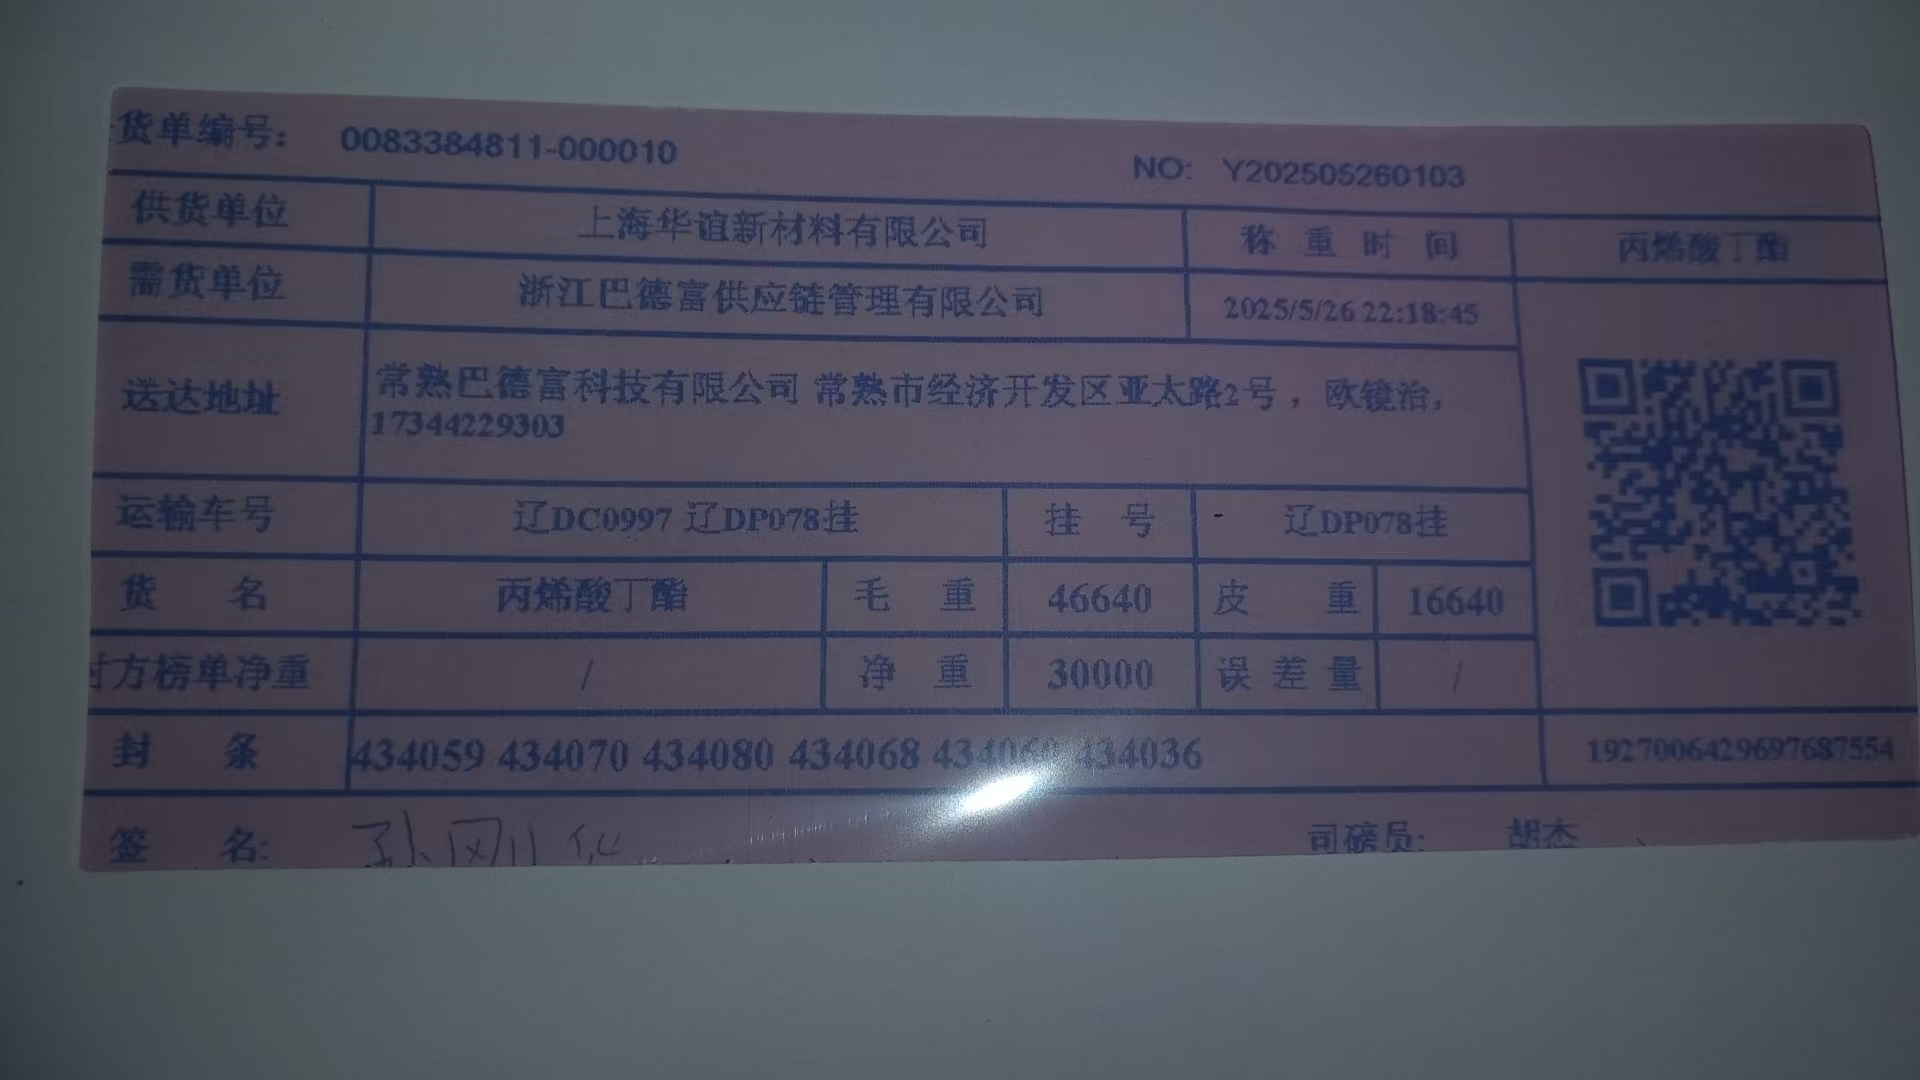 货单编号: 0083384811-000010
NO: Y202505260103
供货单位 上海华谊新材料有限公司 称重时间 丙烯酸丁酯
需货单位 浙江巴德富供应链管理有限公司 2025/5/26 22:18:45
送达地址 常熟巴德富科技有限公司 常熟市经济开发区亚太路2号，欧镜治，
17344229303
运输车号 辽DC0997 辽DP078挂 挂号 - 辽DP078挂
货名 丙烯酸丁酯 毛重 46640 皮重 16640
对方榜单净重 / 净重 30000 误差量 /
封条 434059 434070 434080 434068 434036 1927006429697687554
签名: 司磅员: 胡杰